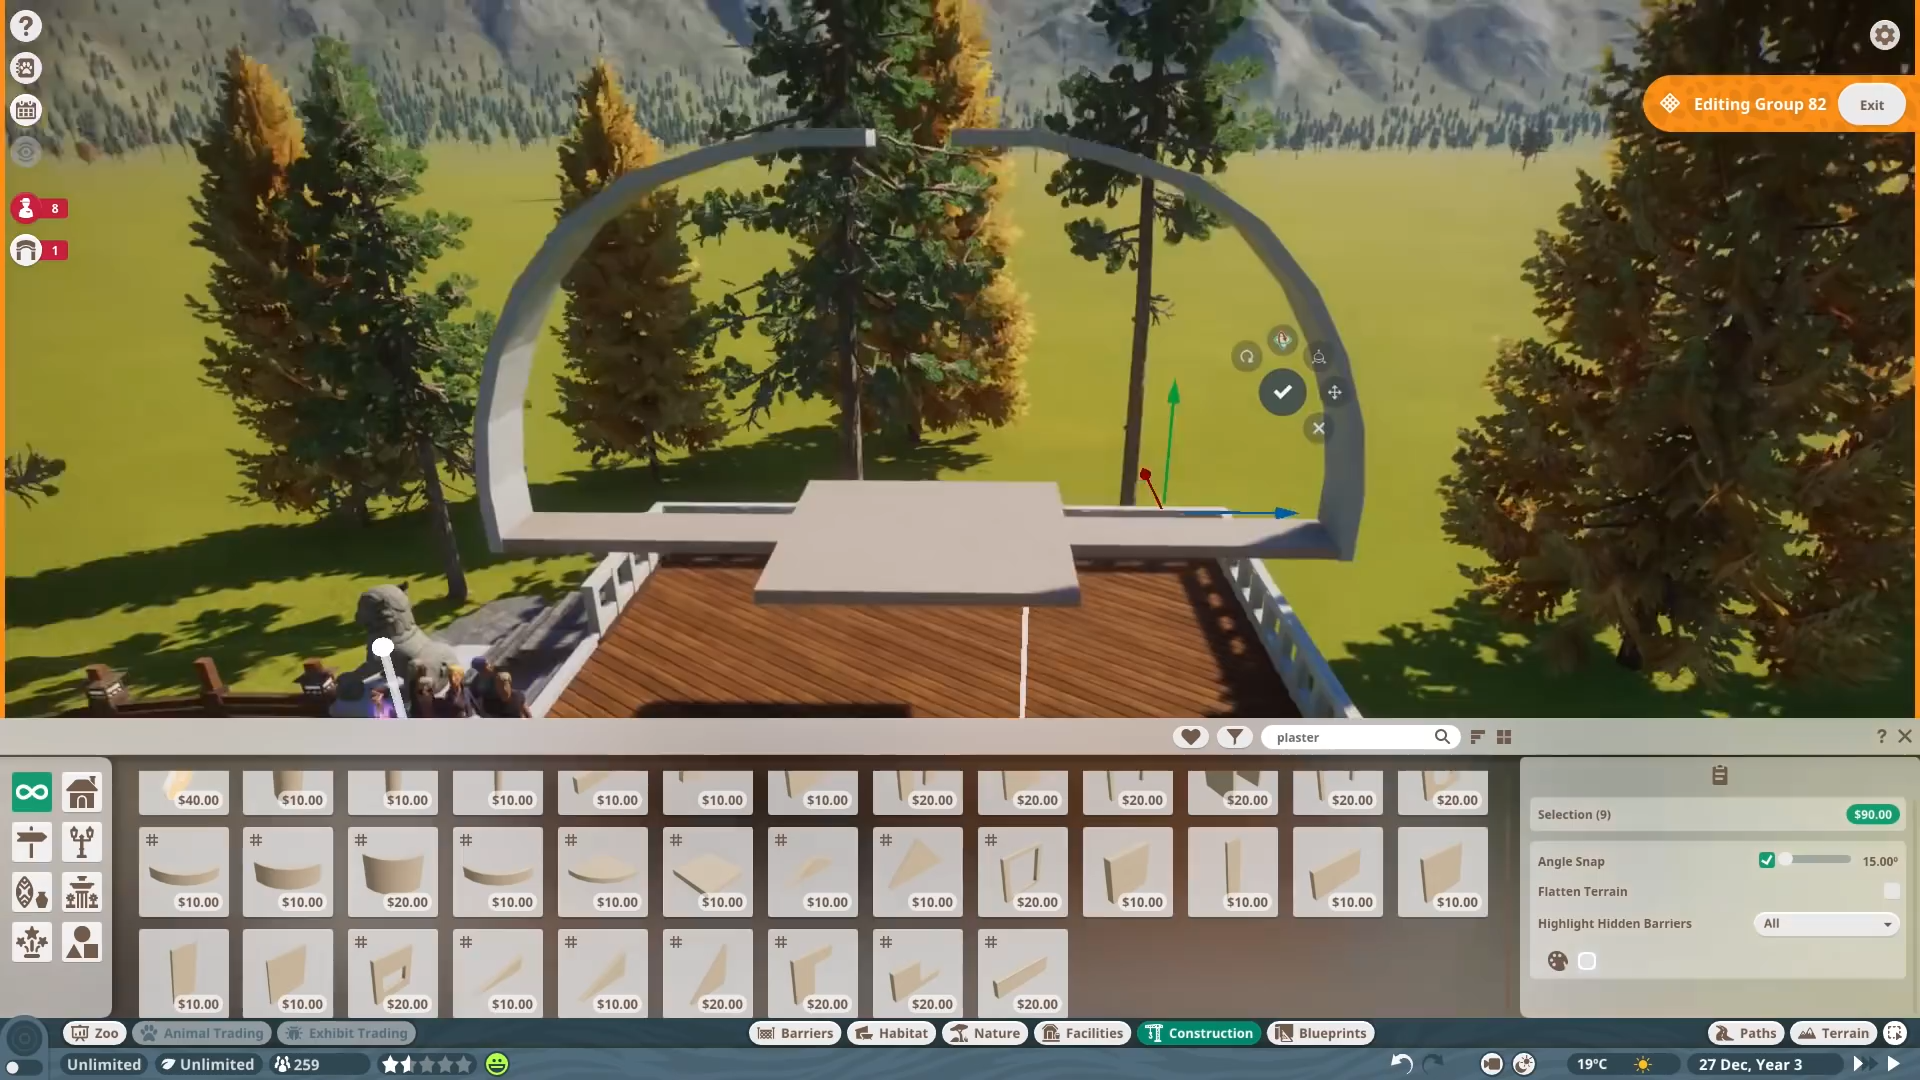 ?
Editing Group 82
Exit
8
1
plaster
?
$40.00
$10.00
$10.00
$10.00
$10.00
$10.00
$10.00
$20.00
$20.00
$20.00
$20.00
$20.00
$20.00
$10.00
$10.00
$20.00
$10.00
$10.00
$10.00
$10.00
$10.00
$20.00
$10.00
$10.00
$10.00
$10.00
$10.00
$10.00
$20.00
$10.00
$10.00
$20.00
$20.00
$20.00
$20.00
Selection (9)
$90.00
Angle Snap
15.00°
Flatten Terrain
Highlight Hidden Barriers
All
Zoo
Animal Trading
Exhibit Trading
Barriers
Habitat
Nature
Facilities
Construction
Blueprints
Paths
Terrain
Unlimited
Unlimited
259
19°C
27 Dec, Year 3